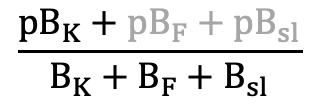 pB_K + pB_F + pB_sl
B_K + B_F + B_sl